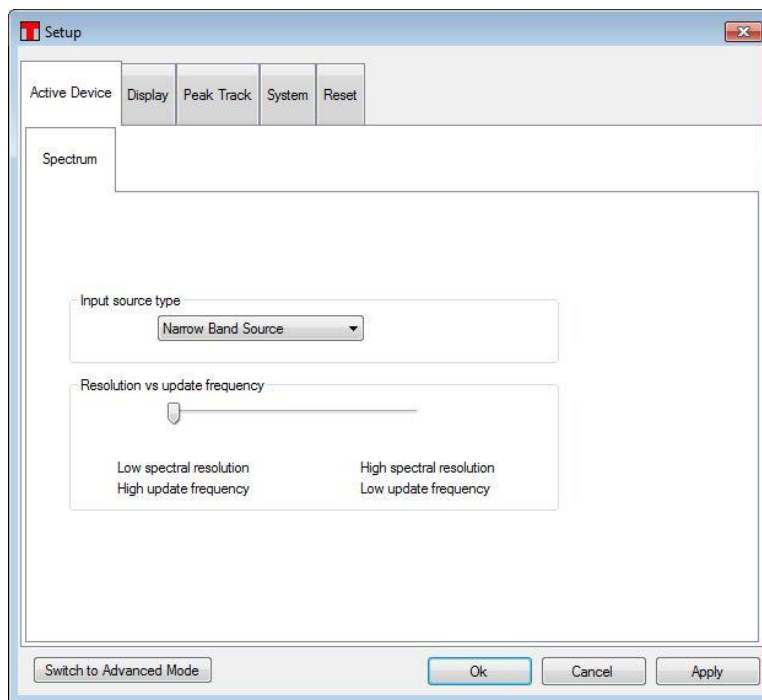 Setup
Active Device Display Peak Track System Reset
Spectrum
Input source type
Narrow Band Source
Resolution vs update frequency
Low spectral resolution High spectral resolution
High update frequency Low update frequency
Switch to Advanced Mode Ok Cancel Apply